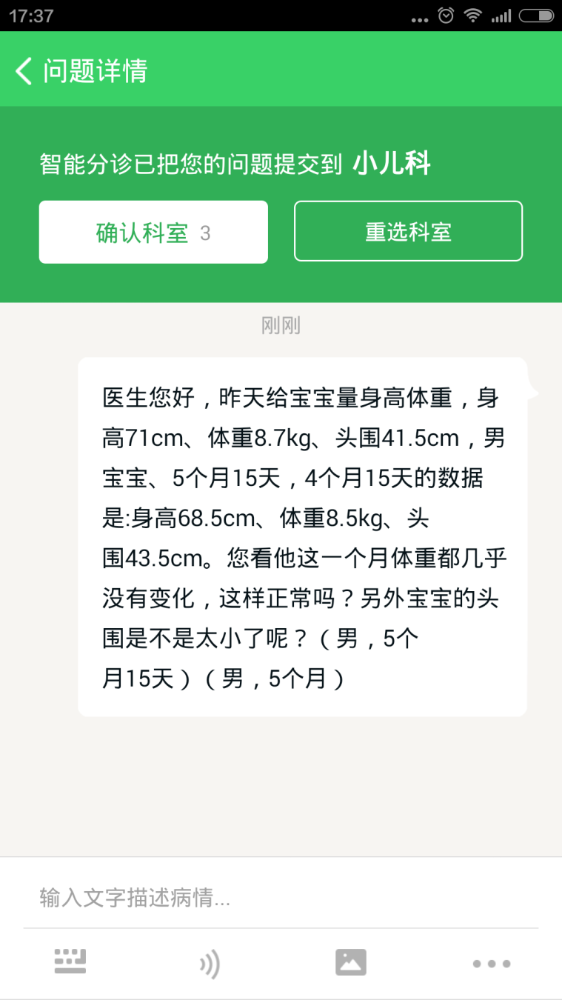 17:37
问题详情
智能分诊已把您的问题提交到 小儿科
确认科室 3
重选科室
刚刚
医生您好，昨天给宝宝量身高体重，身
高71cm、体重8.7kg、头围41.5cm，男
宝宝、5个月15天，4个月15天的数据
是:身高68.5cm、体重8.5kg、头
围43.5cm。您看他这一个月体重都几乎
没有变化，这样正常吗？另外宝宝的头
围是不是太小了呢？（男，5个
月15天）（男，5个月）
输入文字描述病情...